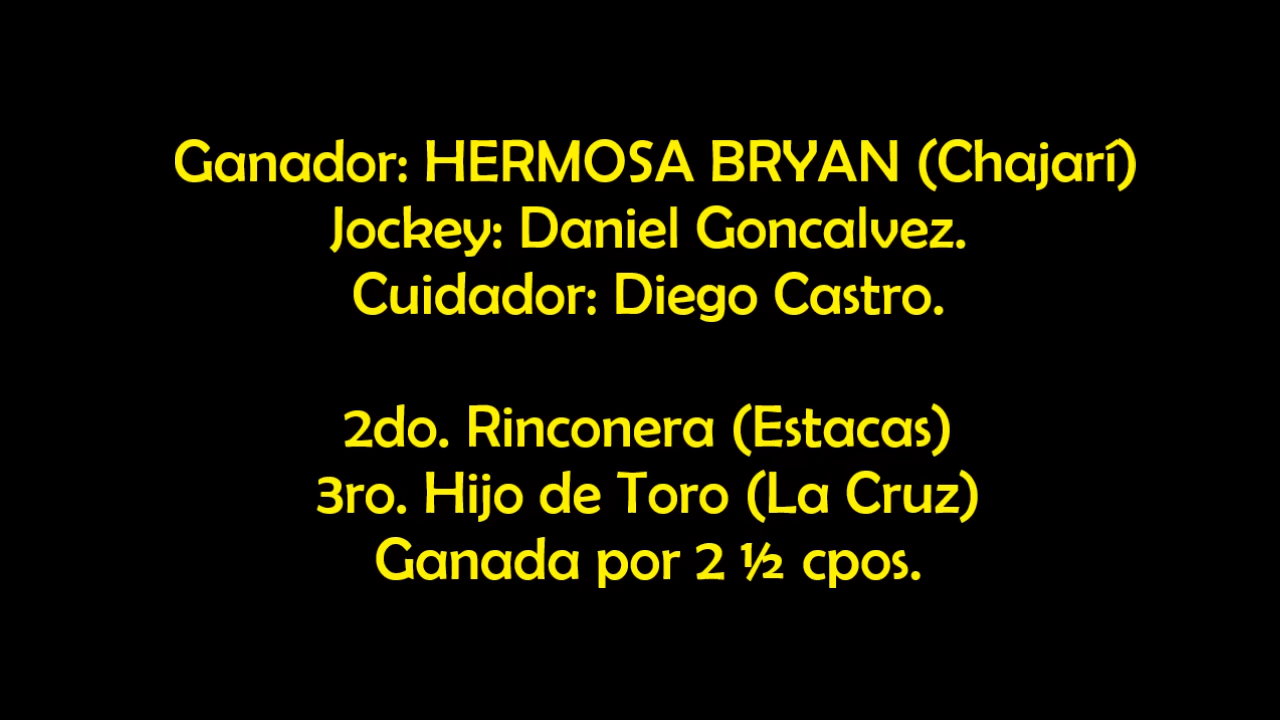 Ganador: HERMOSA BRYAN (Chajarí)
Jockey: Daniel Goncalvez.
Cuidador: Diego Castro.
2do. Rinconera (Estacas)
3ro. Hijo de Toro (La Cruz)
Ganada por 2 ½ cpos.